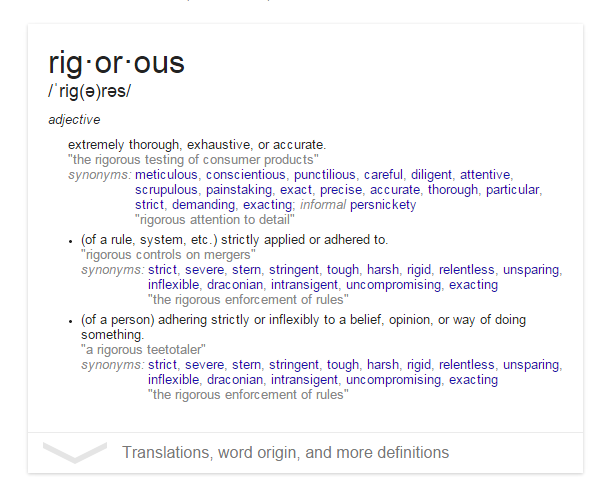 rig·or·ous
/ˈriɡ(ə)rəs/
adjective
extremely thorough, exhaustive, or accurate.
"the rigorous testing of consumer products"
synonyms: meticulous, conscientious, punctilious, careful, diligent, attentive,
scrupulous, painstaking, exact, precise, accurate, thorough, particular,
strict, demanding, exacting; informal persnickety
"rigorous attention to detail"
• (of a rule, system, etc.) strictly applied or adhered to.
"rigorous controls on mergers"
synonyms: strict, severe, stern, stringent, tough, harsh, rigid, relentless, unsparing,
inflexible, draconian, intransigent, uncompromising, exacting
"the rigorous enforcement of rules"
• (of a person) adhering strictly or inflexibly to a belief, opinion, or way of doing
something.
"a rigorous teetotaler"
synonyms: strict, severe, stern, stringent, tough, harsh, rigid, relentless, unsparing,
inflexible, draconian, intransigent, uncompromising, exacting
"the rigorous enforcement of rules"
Translations, word origin, and more definitions